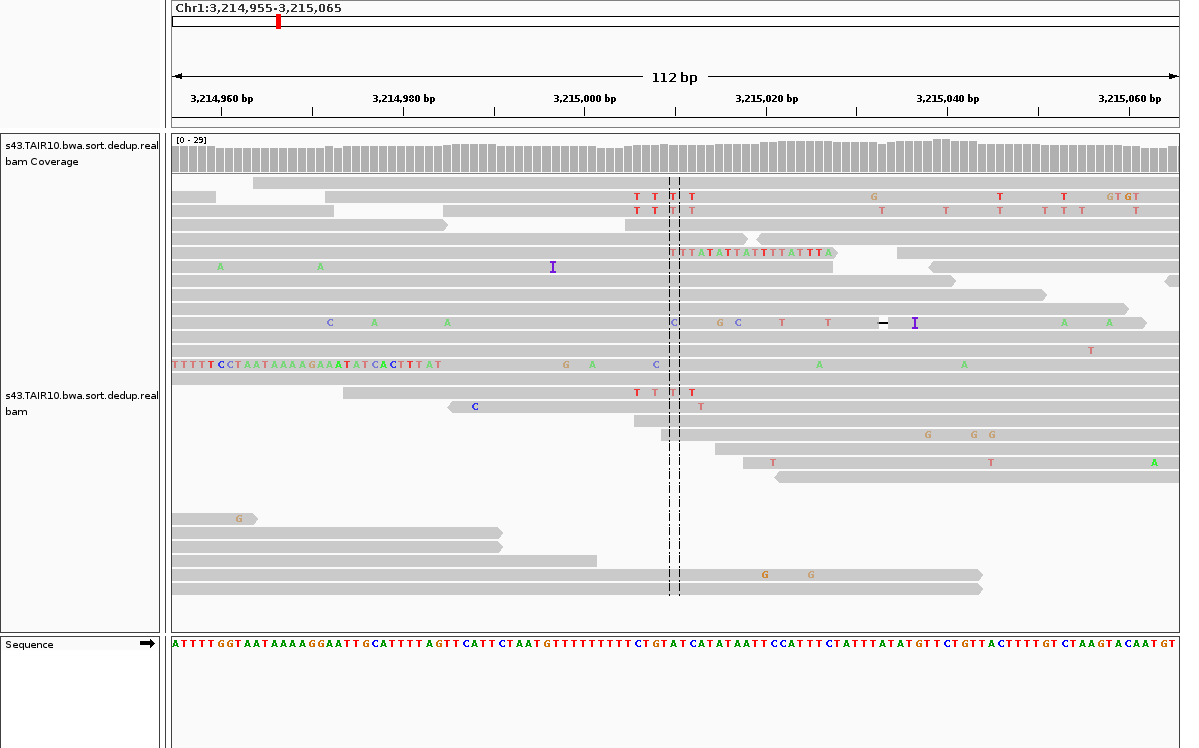 Chr1:3,214,955-3,215,065
112 bp
3,214,960 bp 3,214,980 bp 3,215,000 bp 3,215,020 bp 3,215,040 bp 3,215,060 bp
s43.TAIR10.bwa.sort.dedup.real
bam Coverage
[0 - 29]
T T T T G T T G T G T
T T T T T T T T T T T
TTTATATTATTTTATTTA
A A I
C A A C G C T T I A A
T
TTTTTCCTAATAAAAGAAATATCACTTTAT G A C A A
s43.TAIR10.bwa.sort.dedup.real
bam
T T T T
C T
G G G
T T A
G
G G
Sequence
ATTTTGGTAATAAAAGGAATTGCATTTTAGTTCATTCTAATGTTTTTTTTTCTGTATCATATAATTCCATTTCTATTTATATGTTCTGTTACTTTTGTCTAAGTACAATGT